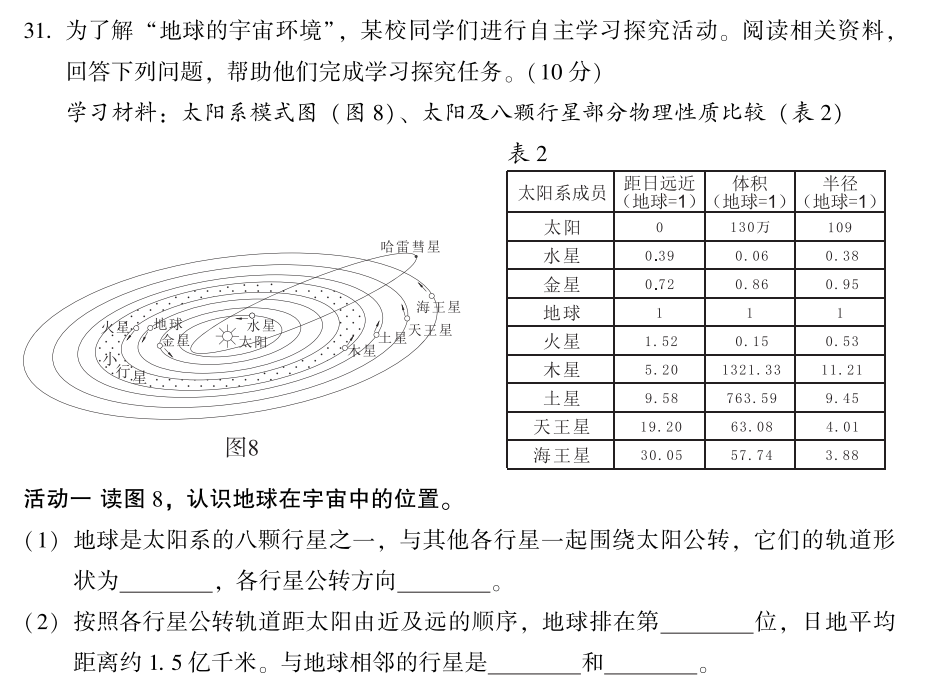 31. 为了解“地球的宇宙环境”，某校同学们进行自主学习探究活动。阅读相关资料，
回答下列问题，帮助他们完成学习探究任务。(10 分)
学习材料：太阳系模式图（图 8）、太阳及八颗行星部分物理性质比较（表 2）
表 2
太阳系成员 距日远近（地球=1） 体积（地球=1） 半径（地球=1）
太阳 0 130万 109
水星 0.39 0.06 0.38
金星 0.72 0.86 0.95
地球 1 1 1
火星 1.52 0.15 0.53
木星 5.20 1321.33 11.21
土星 9.58 763.59 9.45
天王星 19.20 63.08 4.01
海王星 30.05 57.74 3.88
哈雷彗星
海王星
天王星
土星
木星
火星
地球
金星
水星
太阳
小行星
图8
活动一 读图 8，认识地球在宇宙中的位置。
（1）地球是太阳系的八颗行星之一，与其他各行星一起围绕太阳公转，它们的轨道形
状为________，各行星公转方向________。
（2）按照各行星公转轨道距太阳由近及远的顺序，地球排在第________位，日地平均
距离约 1. 5 亿千米。与地球相邻的行星是________和________。